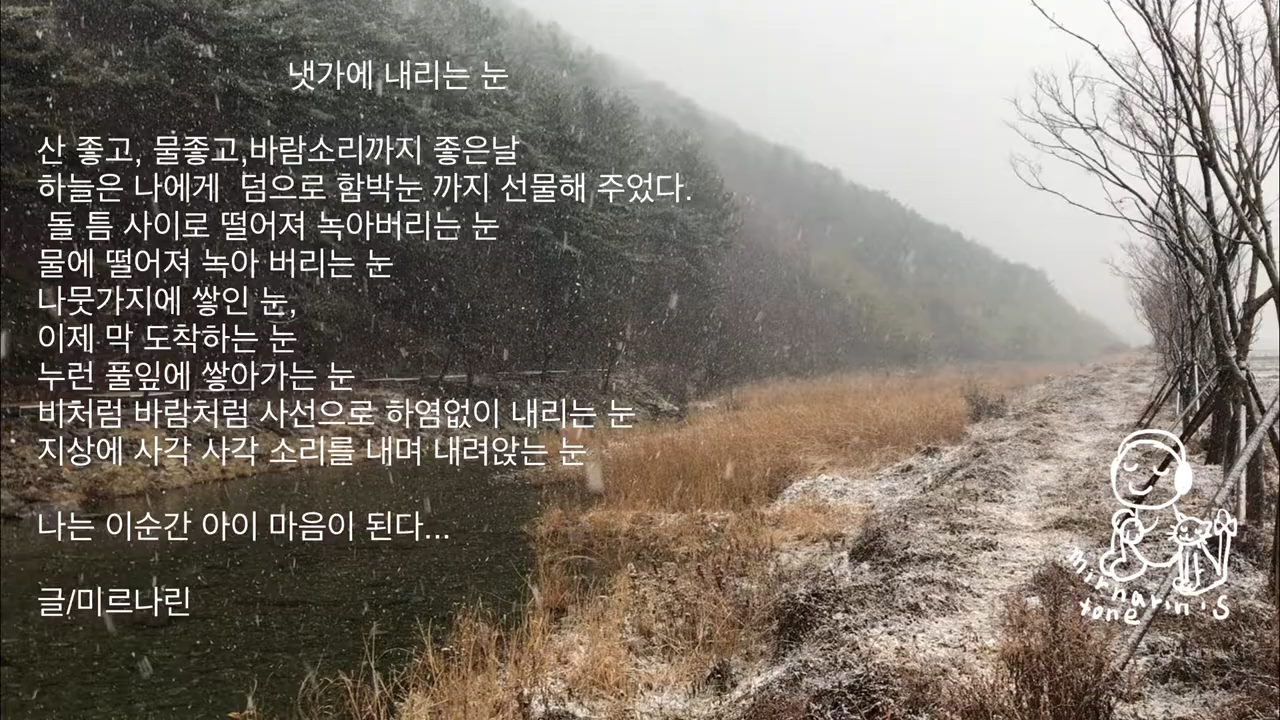 냇가에 내리는 눈
산 좋고, 물좋고,바람소리까지 좋은날
하늘은 나에게 덤으로 함박눈 까지 선물해 주었다.
돌 틈 사이로 떨어져 녹아버리는 눈
물에 떨어져 녹아 버리는 눈
나뭇가지에 쌓인 눈,
이제 막 도착하는 눈
누런 풀잎에 쌓아가는 눈
비처럼 바람처럼 사선으로 하염없이 내리는 눈
지상에 사각 사각 소리를 내며 내려앉는 눈
나는 이순간 아이 마음이 된다...
글/미르나린
mirnarin's
tone